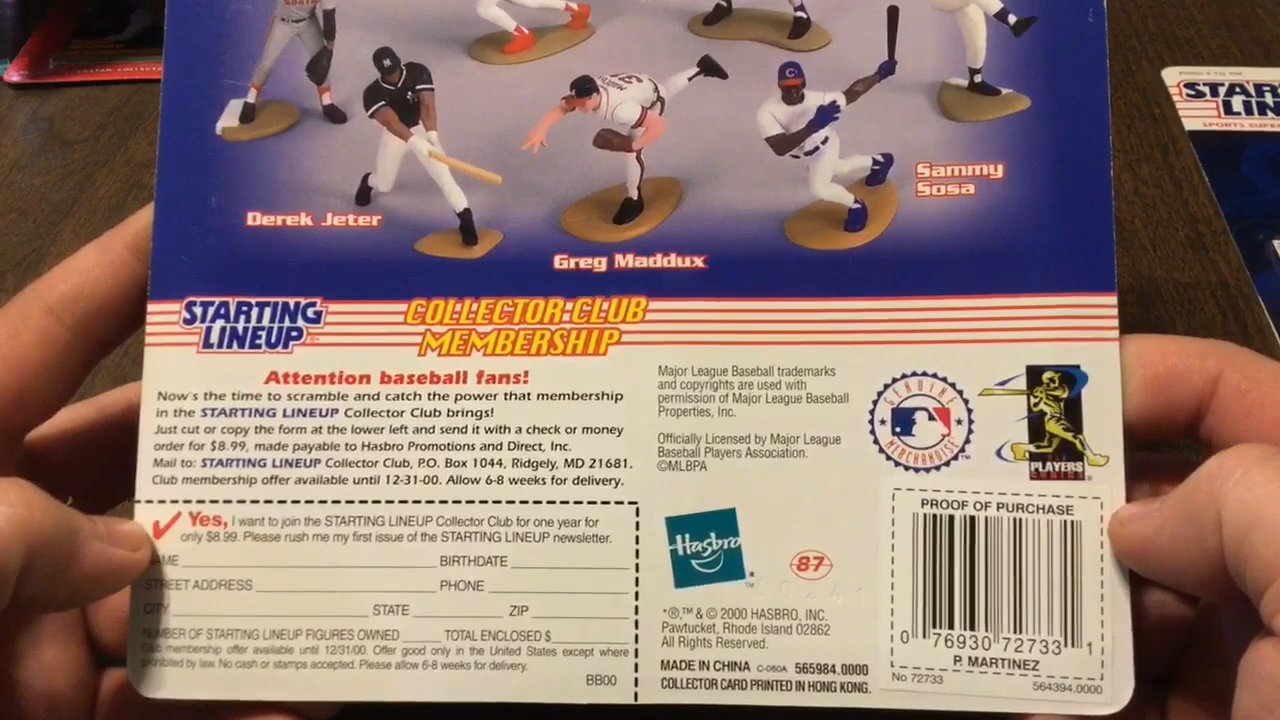 Derek Jeter
Greg Maddux
Sammy
Sosa
STARTING
LINEUP
COLLECTOR CLUB
MEMBERSHIP
Attention baseball fans!
Now's the time to scramble and catch the power that membership
in the STARTING LINEUP Collector Club brings!
Just cut or copy the form at the lower left and send it with a check or money
order for $8.99, made payable to Hasbro Promotions and Direct, Inc.
Mail to: STARTING LINEUP Collector Club, P.O. Box 1044, Ridgely, MD 21681.
Club membership offer available until 12-31-00. Allow 6-8 weeks for delivery.
Yes, I want to join the STARTING LINEUP Collector Club for one year for
only $8.99. Please rush me my first issue of the STARTING LINEUP newsletter.
NAME BIRTHDATE
STREET ADDRESS PHONE
CITY STATE ZIP
NUMBER OF STARTING LINEUP FIGURES OWNED TOTAL ENCLOSED $
Club membership offer available until 12/31/00. Offer good only in the United States except where
prohibited by law. No cash or stamps accepted. Please allow 6-8 weeks for delivery.
BB00
Major League Baseball trademarks
and copyrights are used with
permission of Major League Baseball
Properties, Inc.
Officially Licensed by Major League
Baseball Players Association.
©MLBPA
GENUINE
MERCHANDISE™
PLAYERS
CHOICE
Hasbro
™
87
*®,™ & © 2000 HASBRO, INC.
Pawtucket, Rhode Island 02862
All Rights Reserved.
MADE IN CHINA C-060A 565984.0000
COLLECTOR CARD PRINTED IN HONG KONG.
PROOF OF PURCHASE
0 76930 72733 1
P. MARTINEZ
No 72733
564394.0000
STAR
LIN
SPORTS SUPER